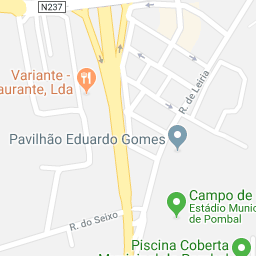 N237
Variante -
aurante, Lda
R. de Leiria
Pavilhão Eduardo Gomes
Campo de
Estádio Munic
de Pombal
R. do Seixo
Piscina Coberta